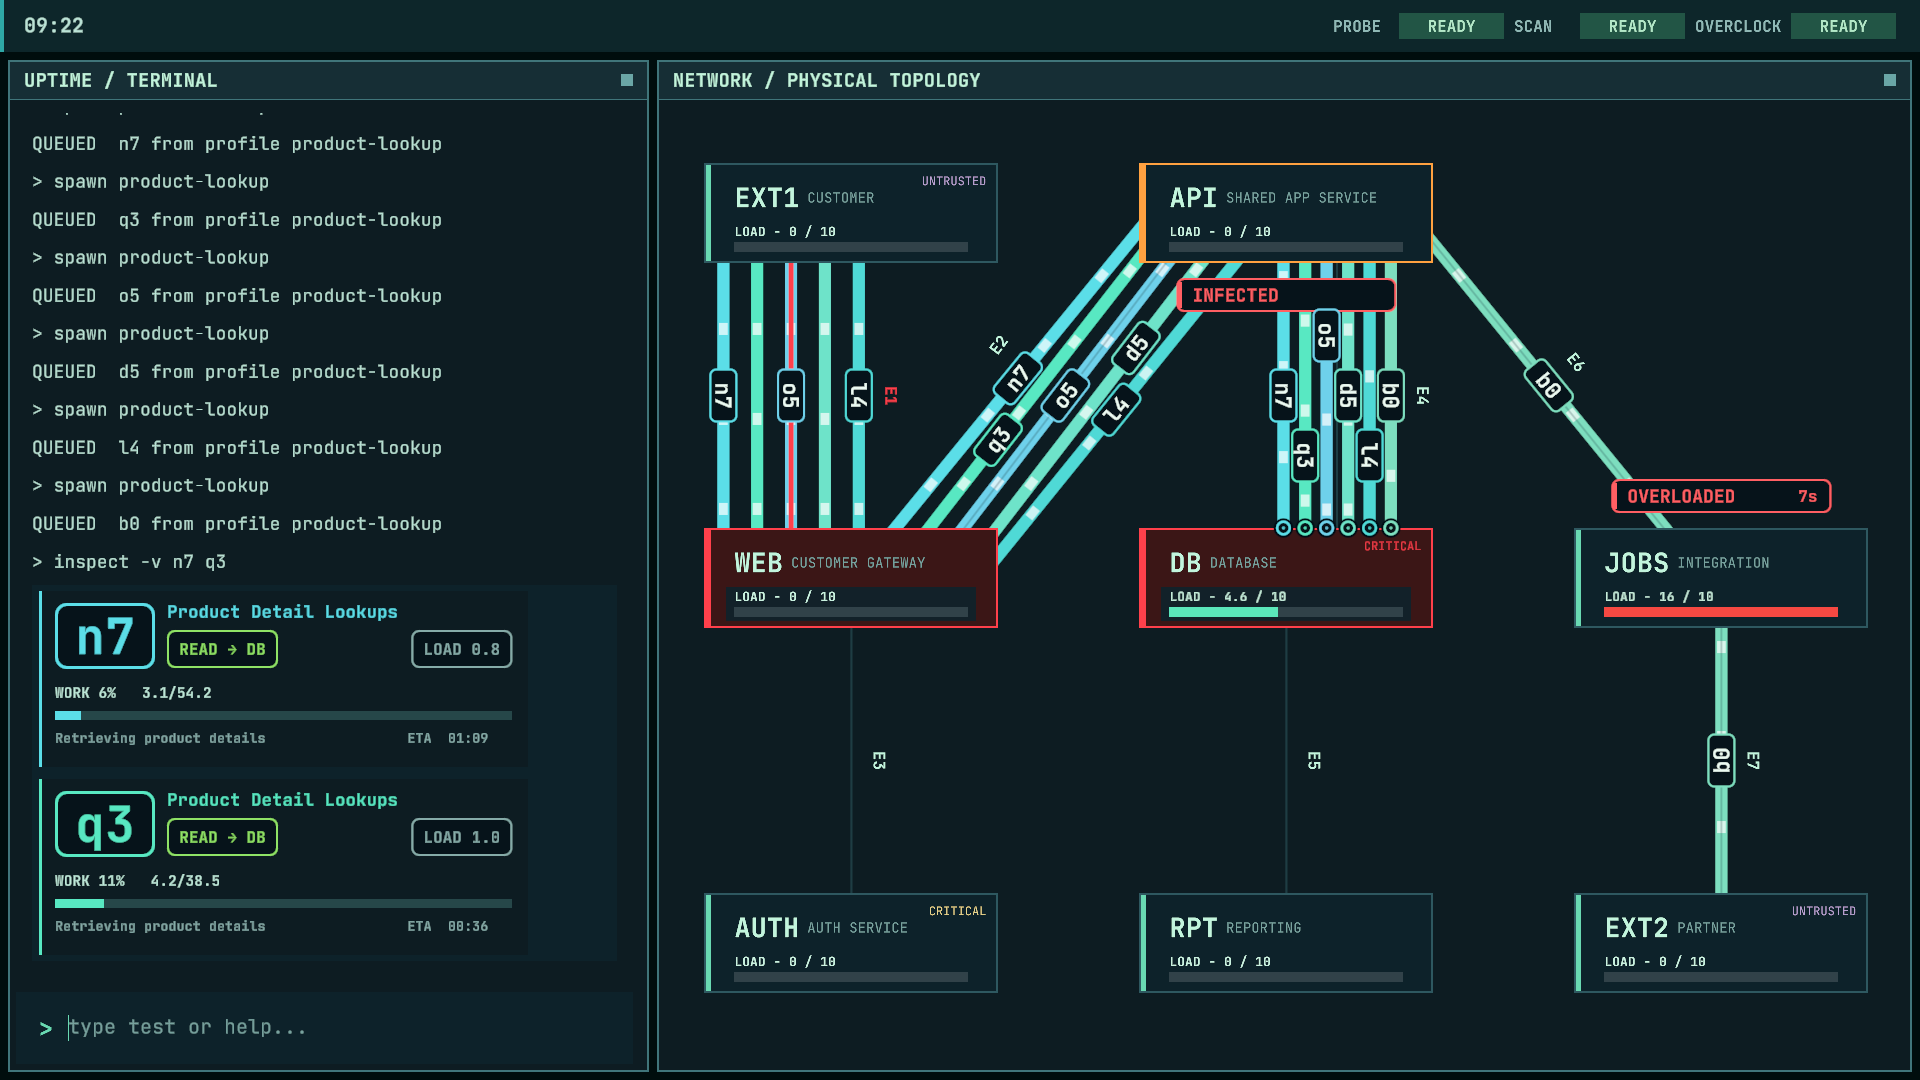 09:22
PROBE READY SCAN READY OVERCLOCK READY
UPTIME / TERMINAL
QUEUED n7 from profile product-lookup
> spawn product-lookup
QUEUED q3 from profile product-lookup
> spawn product-lookup
QUEUED o5 from profile product-lookup
> spawn product-lookup
QUEUED d5 from profile product-lookup
> spawn product-lookup
QUEUED l4 from profile product-lookup
> spawn product-lookup
QUEUED b0 from profile product-lookup
> inspect -v n7 q3
n7
Product Detail Lookups
READ → DB
LOAD 0.8
WORK 6% 3.1/54.2
Retrieving product details
ETA 01:09
q3
Product Detail Lookups
READ → DB
LOAD 1.0
WORK 11% 4.2/38.5
Retrieving product details
ETA 00:36
> type test or help...
NETWORK / PHYSICAL TOPOLOGY
EXT1 CUSTOMER
UNTRUSTED
LOAD - 0 / 10
API SHARED APP SERVICE
LOAD - 0 / 10
INFECTED
n7
o5
l4
E1
E2
n7
q3
o5
d5
l4
n7
q3
o5
d5
l4
b0
E4
b0
E6
OVERLOADED 7s
WEB CUSTOMER GATEWAY
LOAD - 0 / 10
DB DATABASE
CRITICAL
LOAD - 4.6 / 10
JOBS INTEGRATION
LOAD - 16 / 10
E3
E5
b0
E7
AUTH AUTH SERVICE
CRITICAL
LOAD - 0 / 10
RPT REPORTING
LOAD - 0 / 10
EXT2 PARTNER
UNTRUSTED
LOAD - 0 / 10